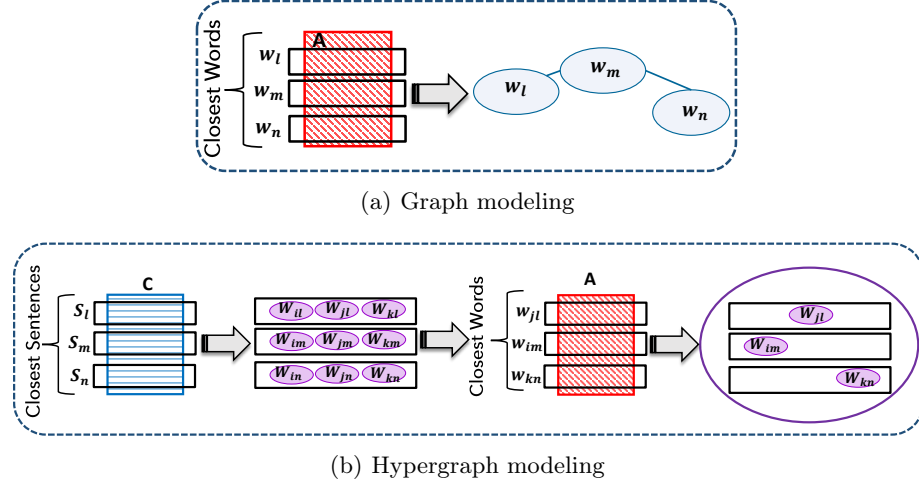 Closest Words
A
w_l
w_m
w_n
w_l
w_m
w_n
(a) Graph modeling
Closest Sentences
C
S_l
S_m
S_n
W_il W_jl W_kl
W_im W_jm W_km
W_in W_jn W_kn
Closest Words
A
w_jl
w_im
w_kn
W_jl
W_im
W_kn
(b) Hypergraph modeling